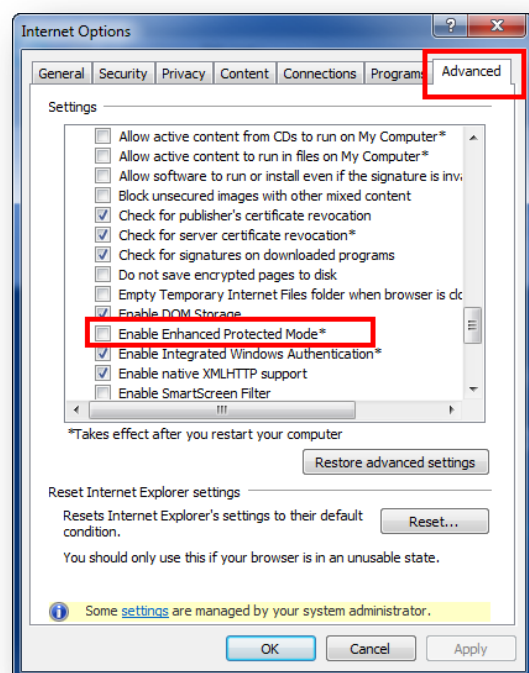 Internet Options
General Security Privacy Content Connections Programs Advanced
Settings
Allow active content from CDs to run on My Computer*
Allow active content to run in files on My Computer*
Allow software to run or install even if the signature is inva
Block unsecured images with other mixed content
Check for publisher's certificate revocation
Check for server certificate revocation*
Check for signatures on downloaded programs
Do not save encrypted pages to disk
Empty Temporary Internet Files folder when browser is clo
Enable DOM Storage
Enable Enhanced Protected Mode*
Enable Integrated Windows Authentication*
Enable native XMLHTTP support
Enable SmartScreen Filter
*Takes effect after you restart your computer
Restore advanced settings
Reset Internet Explorer settings
Resets Internet Explorer's settings to their default
condition.
Reset...
You should only use this if your browser is in an unusable state.
Some settings are managed by your system administrator.
OK Cancel Apply